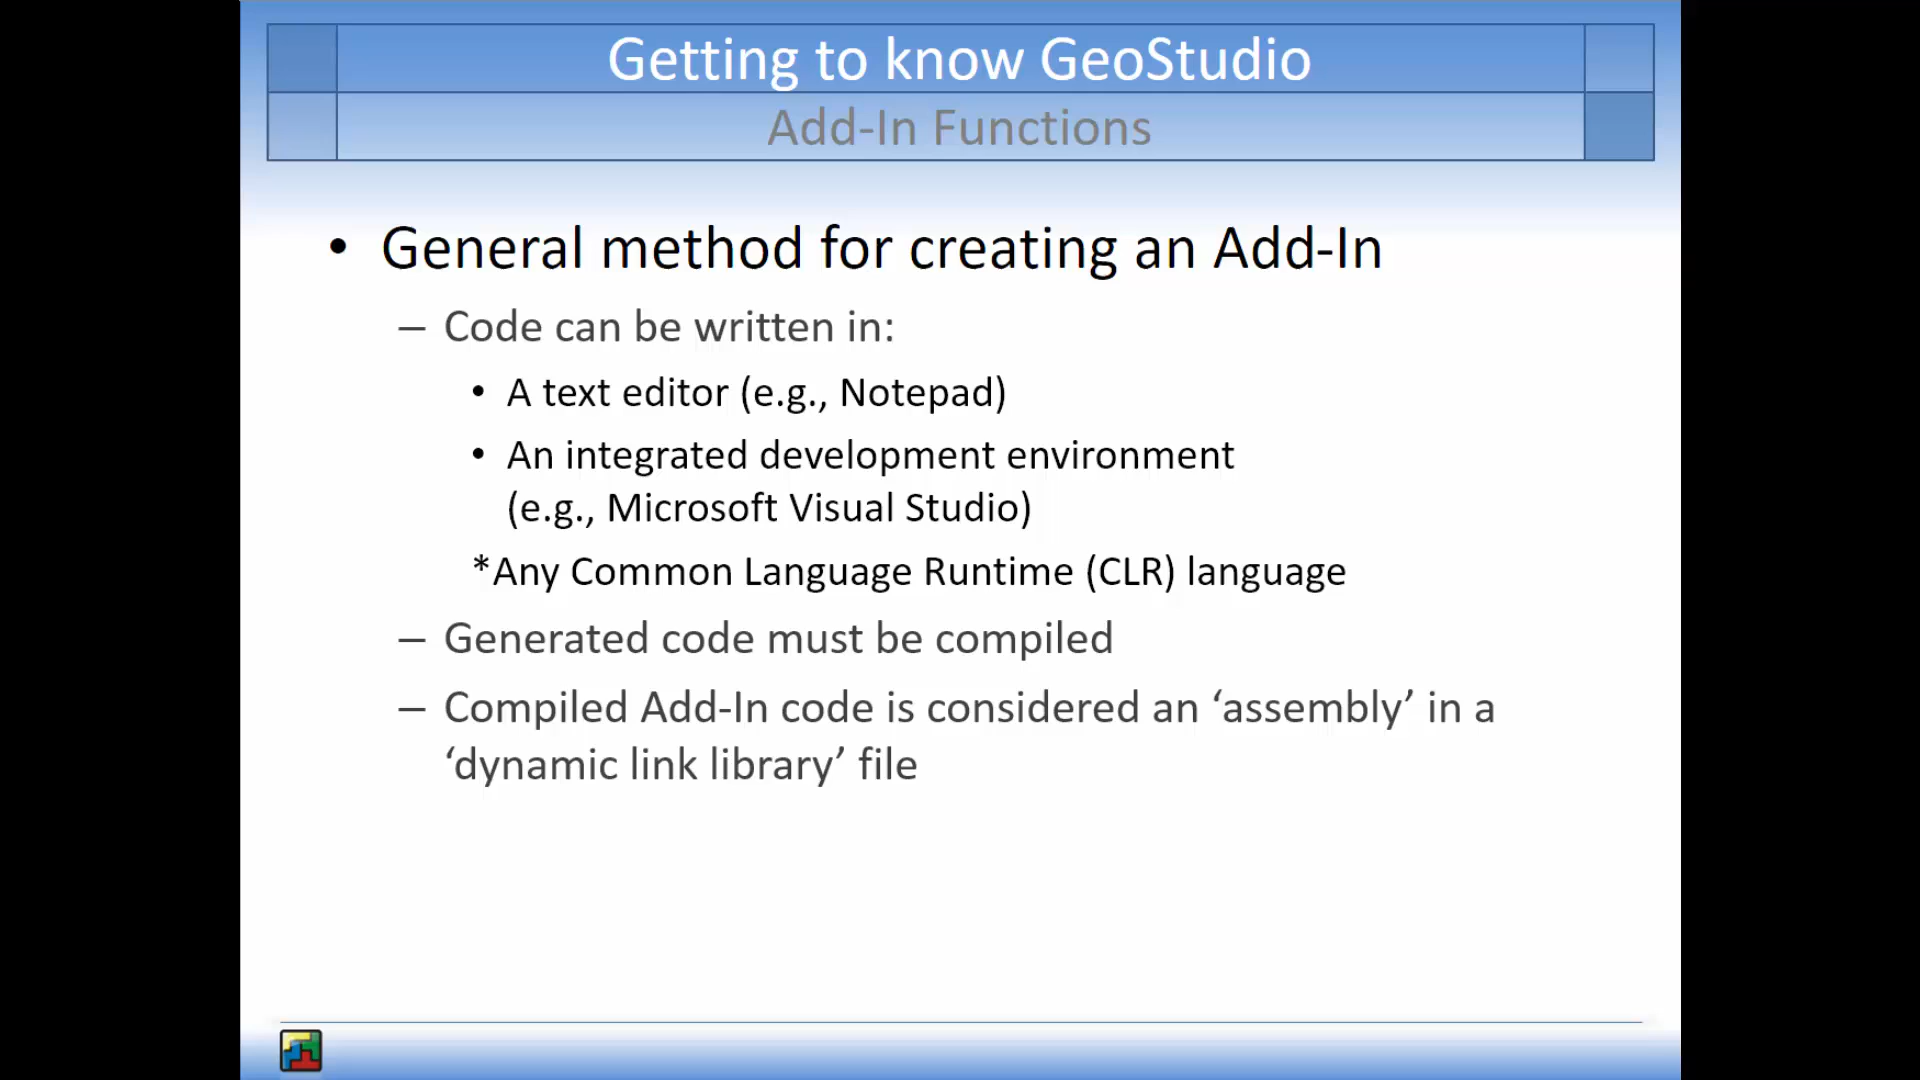 Getting to know GeoStudio
Add-In Functions
• General method for creating an Add-In
– Code can be written in:
• A text editor (e.g., Notepad)
• An integrated development environment
(e.g., Microsoft Visual Studio)
*Any Common Language Runtime (CLR) language
– Generated code must be compiled
– Compiled Add-In code is considered an ‘assembly’ in a
‘dynamic link library’ file